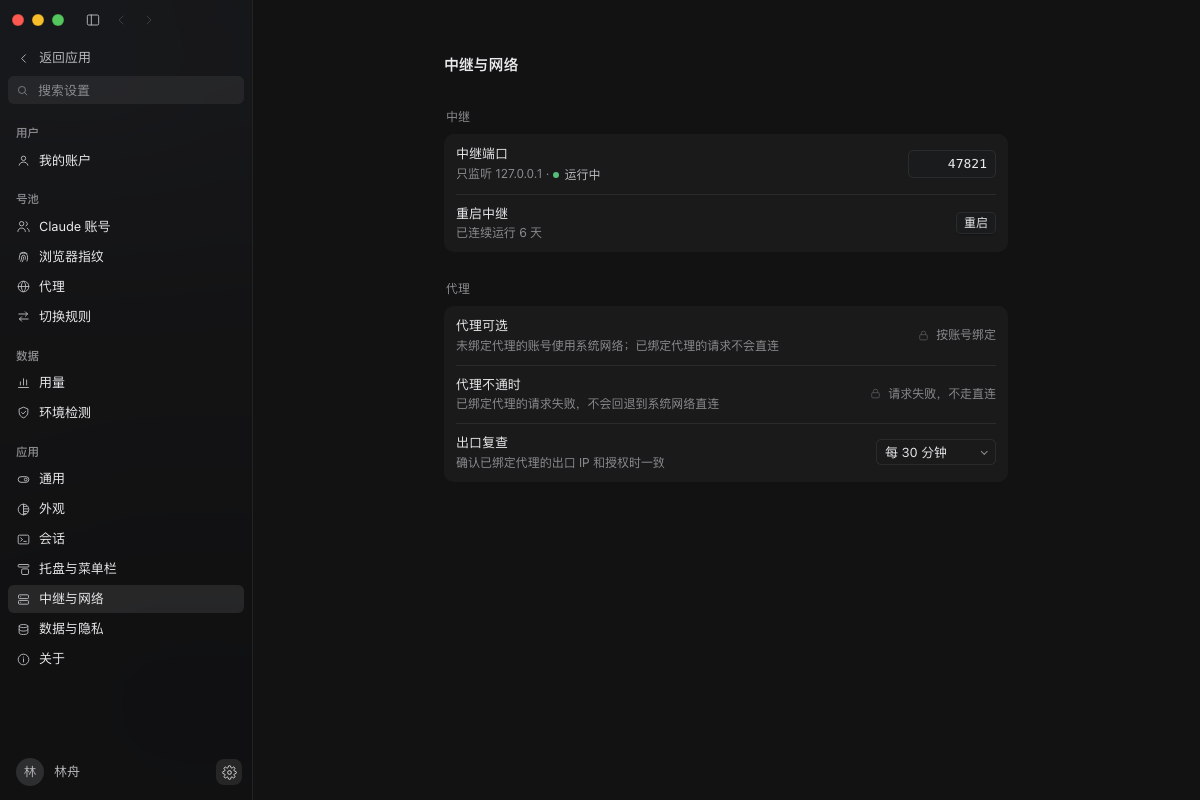 返回应用
搜索设置
用户
我的账户
号池
Claude 账号
浏览器指纹
代理
切换规则
数据
用量
环境检测
应用
通用
外观
会话
托盘与菜单栏
中继与网络
数据与隐私
关于
林 林舟
中继与网络
中继
中继端口
只监听 127.0.0.1 · 运行中
47821
重启中继
已连续运行 6 天
重启
代理
代理可选
未绑定代理的账号使用系统网络；已绑定代理的请求不会直连
按账号绑定
代理不通时
已绑定代理的请求失败，不会回退到系统网络直连
请求失败，不走直连
出口复查
确认已绑定代理的出口 IP 和授权时一致
每 30 分钟